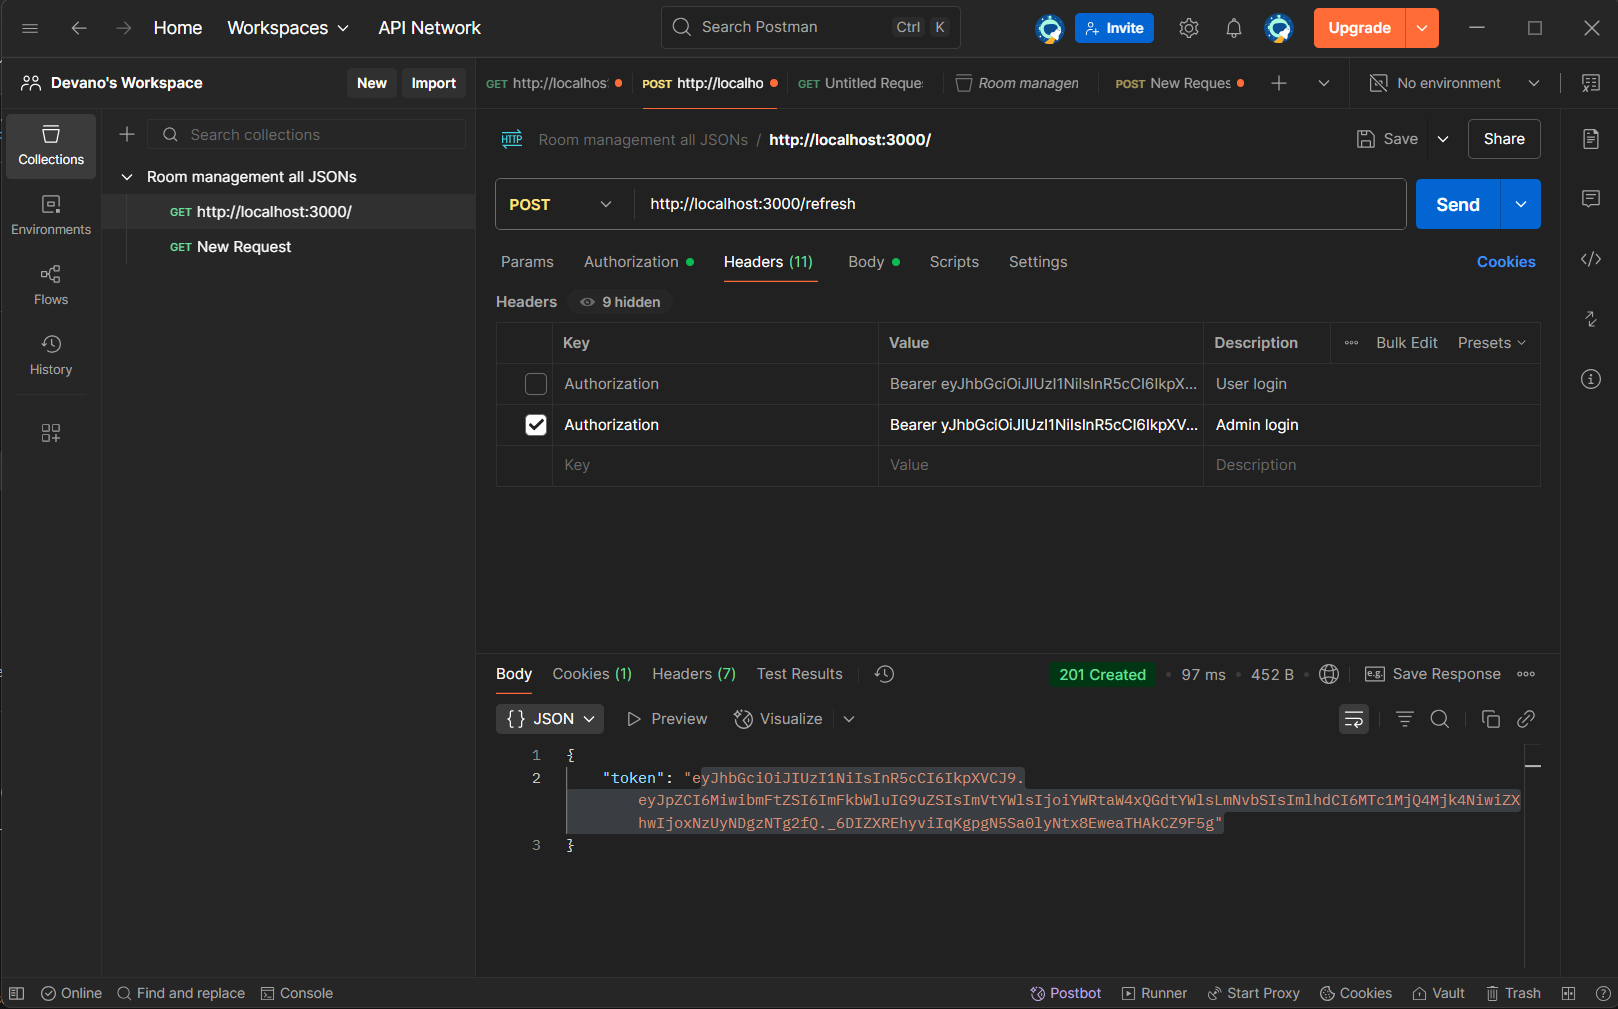 Home Workspaces API Network Search Postman Ctrl K Invite Upgrade
Devano's Workspace New Import GET http://localhos POST http://localho GET Untitled Reque Room managen POST New Reques No environment
Collections
Environments
Flows
History
Search collections
Room management all JSONs
GET http://localhost:3000/
GET New Request
HTTP Room management all JSONs / http://localhost:3000/ Save Share
POST http://localhost:3000/refresh Send
Params Authorization Headers (11) Body Scripts Settings Cookies
Headers 9 hidden
Key Value Description Bulk Edit Presets
Authorization Bearer eyJhbGciOiJIUzI1NiIsInR5cCI6IkpX... User login
Authorization Bearer yJhbGciOiJIUzI1NiIsInR5cCI6IkpXV... Admin login
Key Value Description
Body Cookies (1) Headers (7) Test Results 201 Created 97 ms 452 B e.g. Save Response
{} JSON Preview Visualize
1 {
2 "token": "eyJhbGciOiJIUzI1NiIsInR5cCI6IkpXVCJ9.
eyJpZCI6MiwibmFtZSI6ImFkbWluIG9uZSIsImVtYWlsIjoiYWRtaW4xQGdtYWlsLmNvbSIsImlhdCI6MTc1MjQ4Mjk4NiwiZX
hwIjoxNzUyNDgzNTg2fQ._6DIZXREhyviIqKgpgN5Sa0lyNtx8EweaTHAkCZ9F5g"
3 }
Online Find and replace Console Postbot Runner Start Proxy Cookies Vault Trash